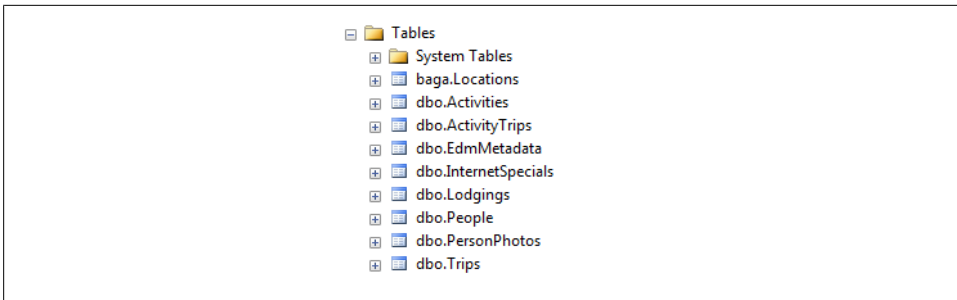 Tables
System Tables
baga.Locations
dbo.Activities
dbo.ActivityTrips
dbo.EdmMetadata
dbo.InternetSpecials
dbo.Lodgings
dbo.People
dbo.PersonPhotos
dbo.Trips